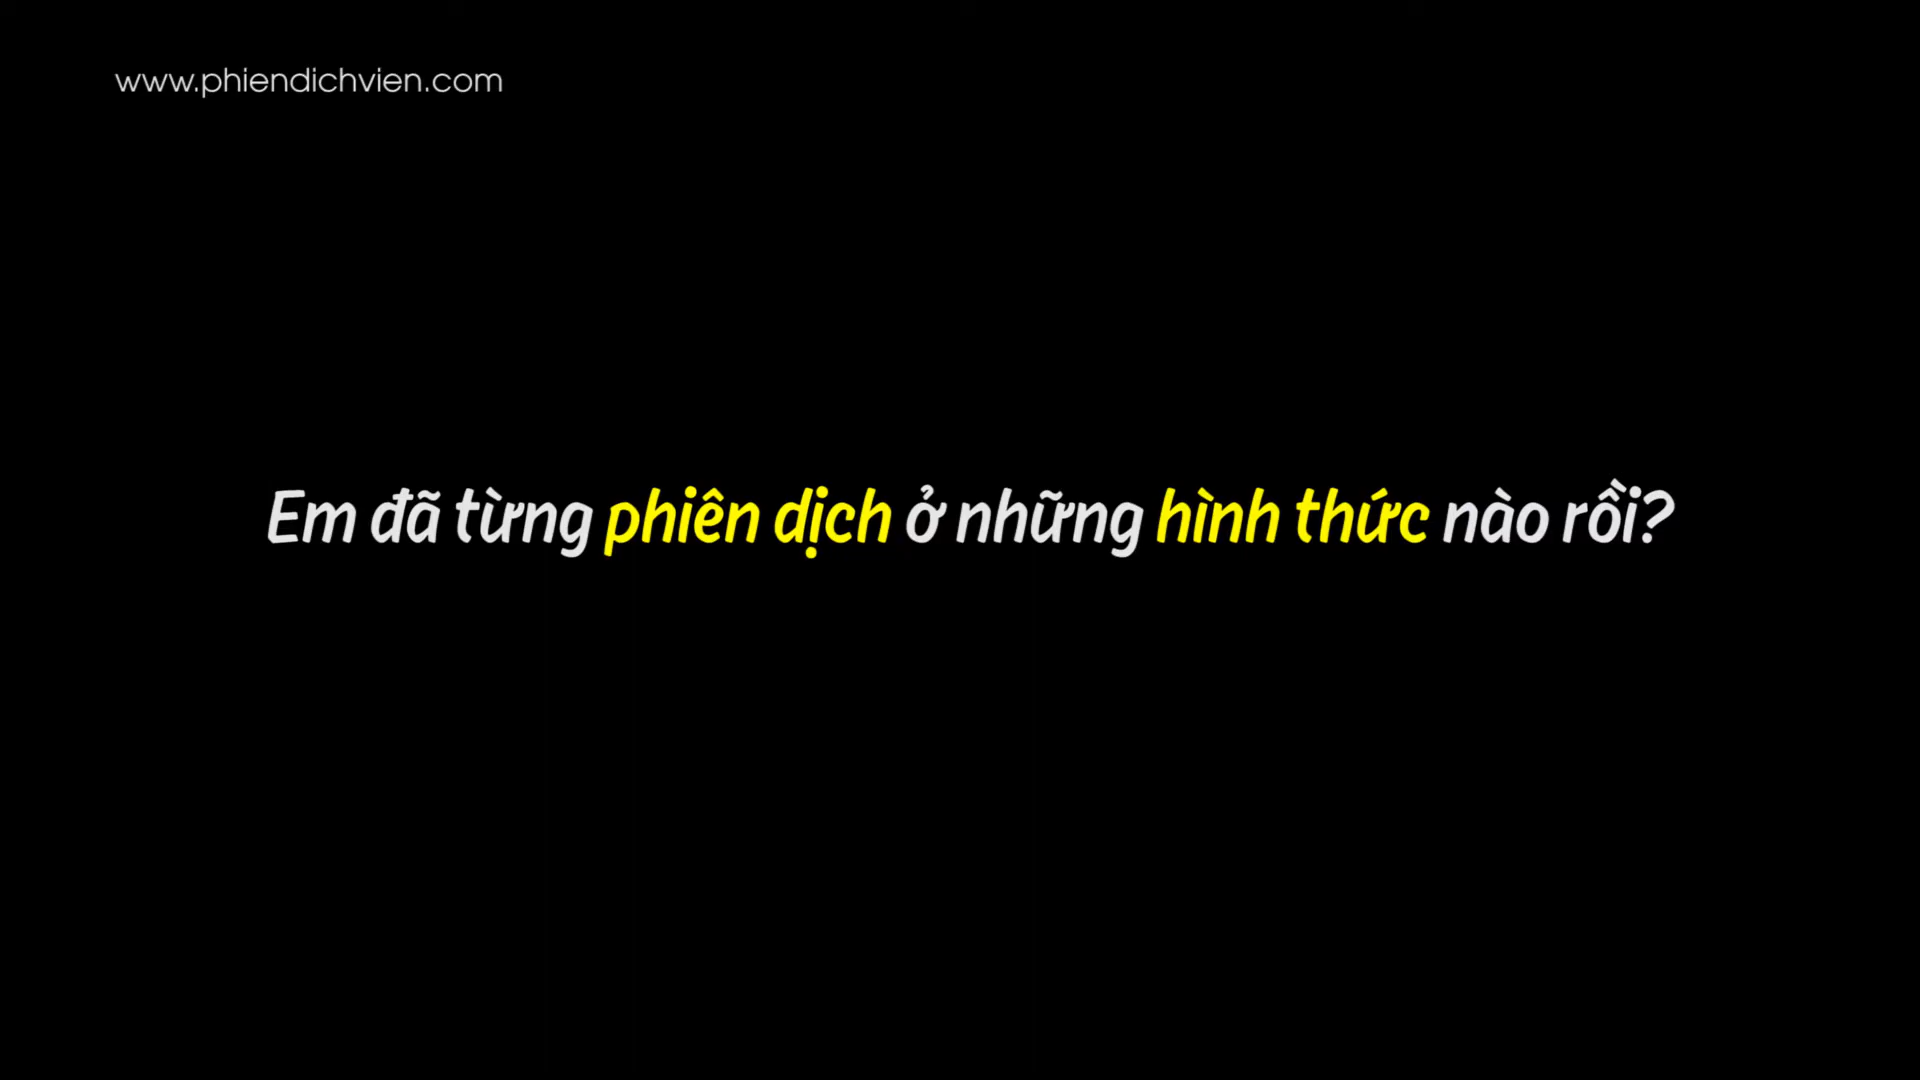 www.phiendichvien.com
Em đã từng phiên dịch ở những hình thức nào rồi?